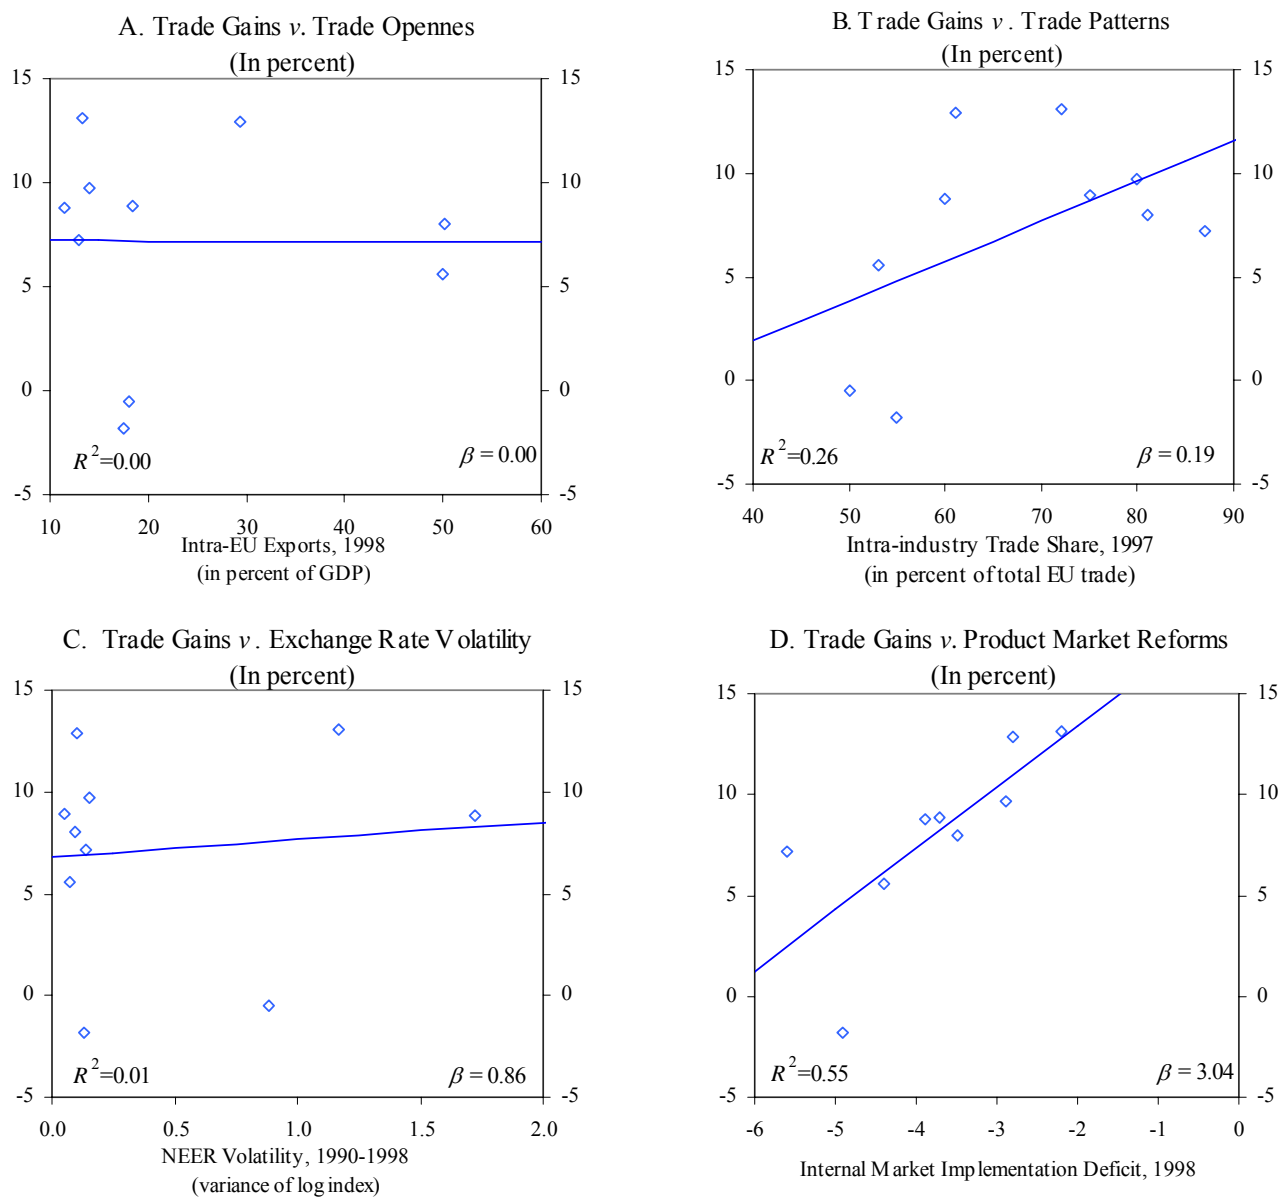 A. Trade Gains v. Trade Opennes
(In percent)
15
15
10
10
5
5
0
0
R²=0.00
β = 0.00
-5
-5
10
20
30
40
50
60
Intra-EU Exports, 1998
(in percent of GDP)
B. Trade Gains v. Trade Patterns
(In percent)
15
15
10
10
5
5
0
0
R²=0.26
β = 0.19
-5
-5
40
50
60
70
80
90
Intra-industry Trade Share, 1997
(in percent of total EU trade)
C. Trade Gains v. Exchange Rate Volatility
(In percent)
15
15
10
10
5
5
0
0
R²=0.01
β = 0.86
-5
-5
0.0
0.5
1.0
1.5
2.0
NEER Volatility, 1990-1998
(variance of log index)
D. Trade Gains v. Product Market Reforms
(In percent)
15
15
10
10
5
5
0
0
R²=0.55
β = 3.04
-5
-5
-6
-5
-4
-3
-2
-1
0
Internal Market Implementation Deficit, 1998